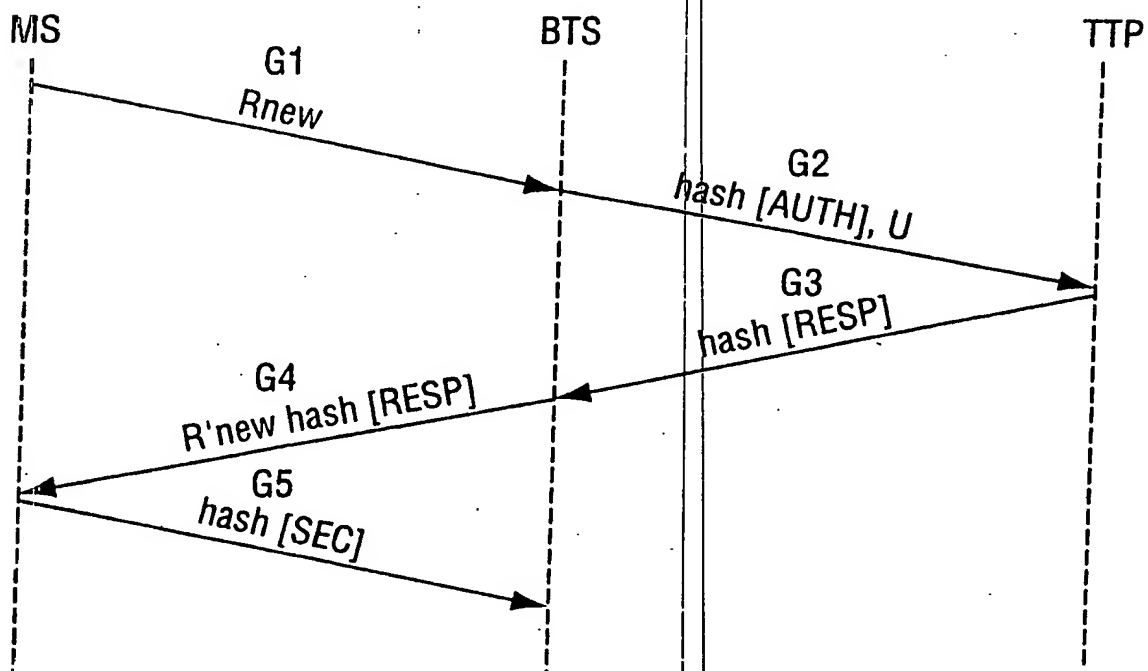 MS BTS TTP
G1
Rnew
G2
hash [AUTH], U
G3
hash [RESP]
G4
R'new hash [RESP]
G5
hash [SEC]